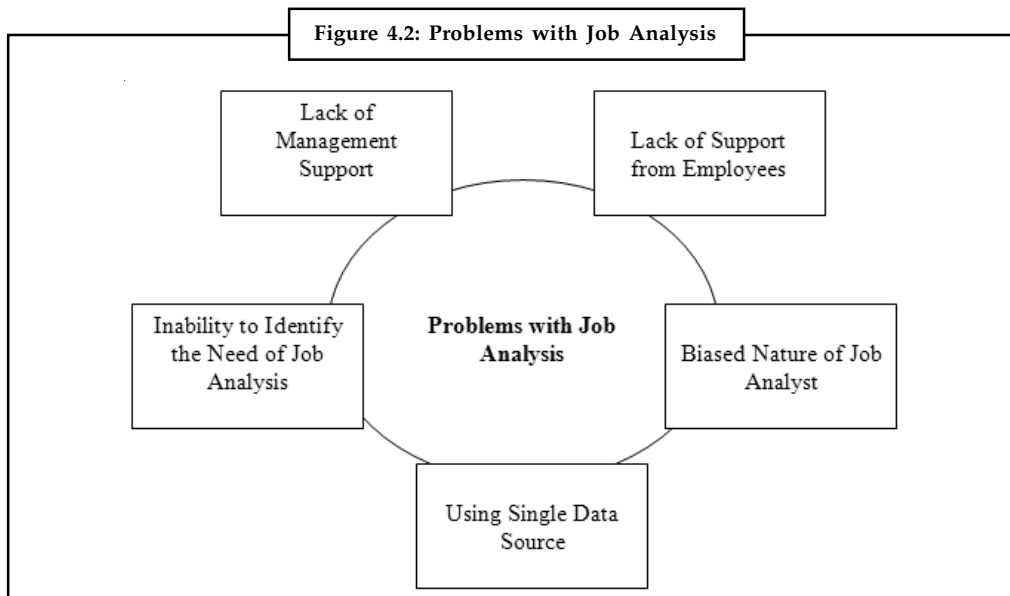 Figure 4.2: Problems with Job Analysis
Lack of
Management
Support
Lack of Support
from Employees
Inability to Identify
the Need of Job
Analysis
Problems with Job
Analysis
Biased Nature of Job
Analyst
Using Single Data
Source